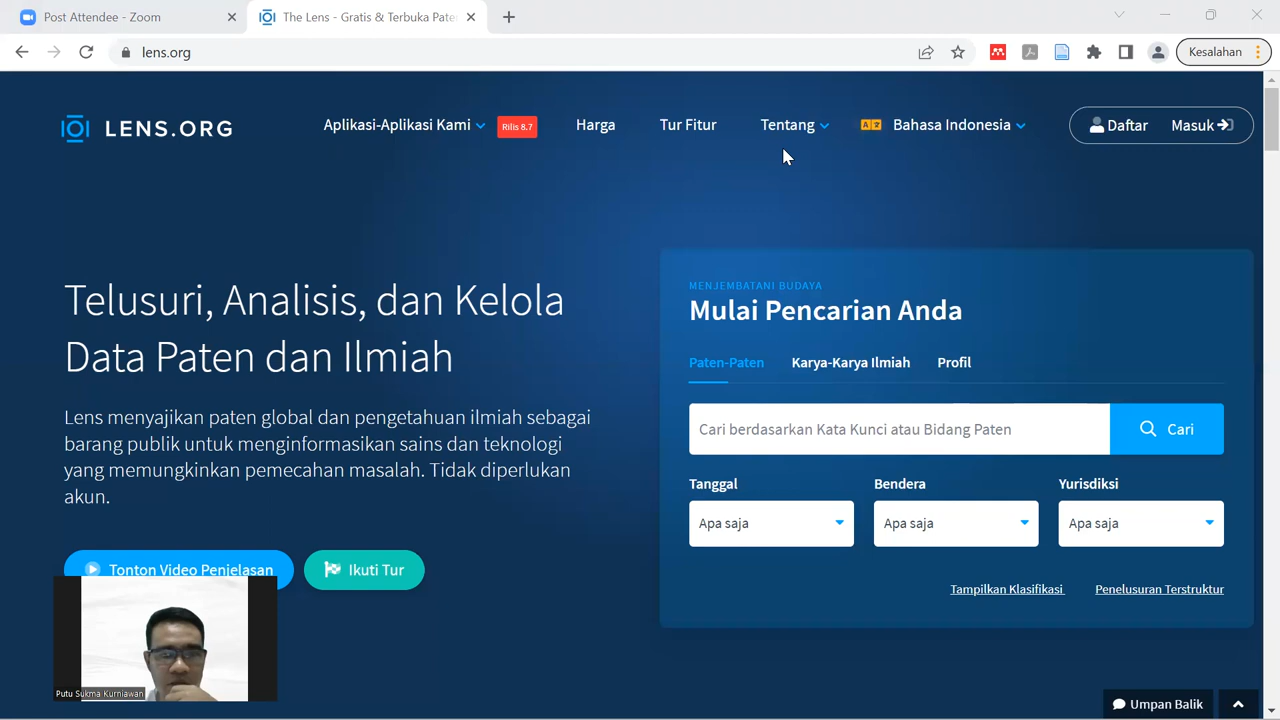 Post Attendee - Zoom
The Lens - Gratis & Terbuka Pate
lens.org
Kesalahan
LENS.ORG
Aplikasi-Aplikasi Kami
Rilis 8.7
Harga
Tur Fitur
Tentang
Bahasa Indonesia
Daftar
Masuk
Telusuri, Analisis, dan Kelola
Data Paten dan Ilmiah
Lens menyajikan paten global dan pengetahuan ilmiah sebagai
barang publik untuk menginformasikan sains dan teknologi
yang memungkinkan pemecahan masalah. Tidak diperlukan
akun.
Tonton Video Penjelasan
Ikuti Tur
MENJEMBATANI BUDAYA
Mulai Pencarian Anda
Paten-Paten
Karya-Karya Ilmiah
Profil
Cari berdasarkan Kata Kunci atau Bidang Paten
Cari
Tanggal
Bendera
Yurisdiksi
Apa saja
Apa saja
Apa saja
Tampilkan Klasifikasi
Penelusuran Terstruktur
Putu Sukma Kurniawan
Umpan Balik